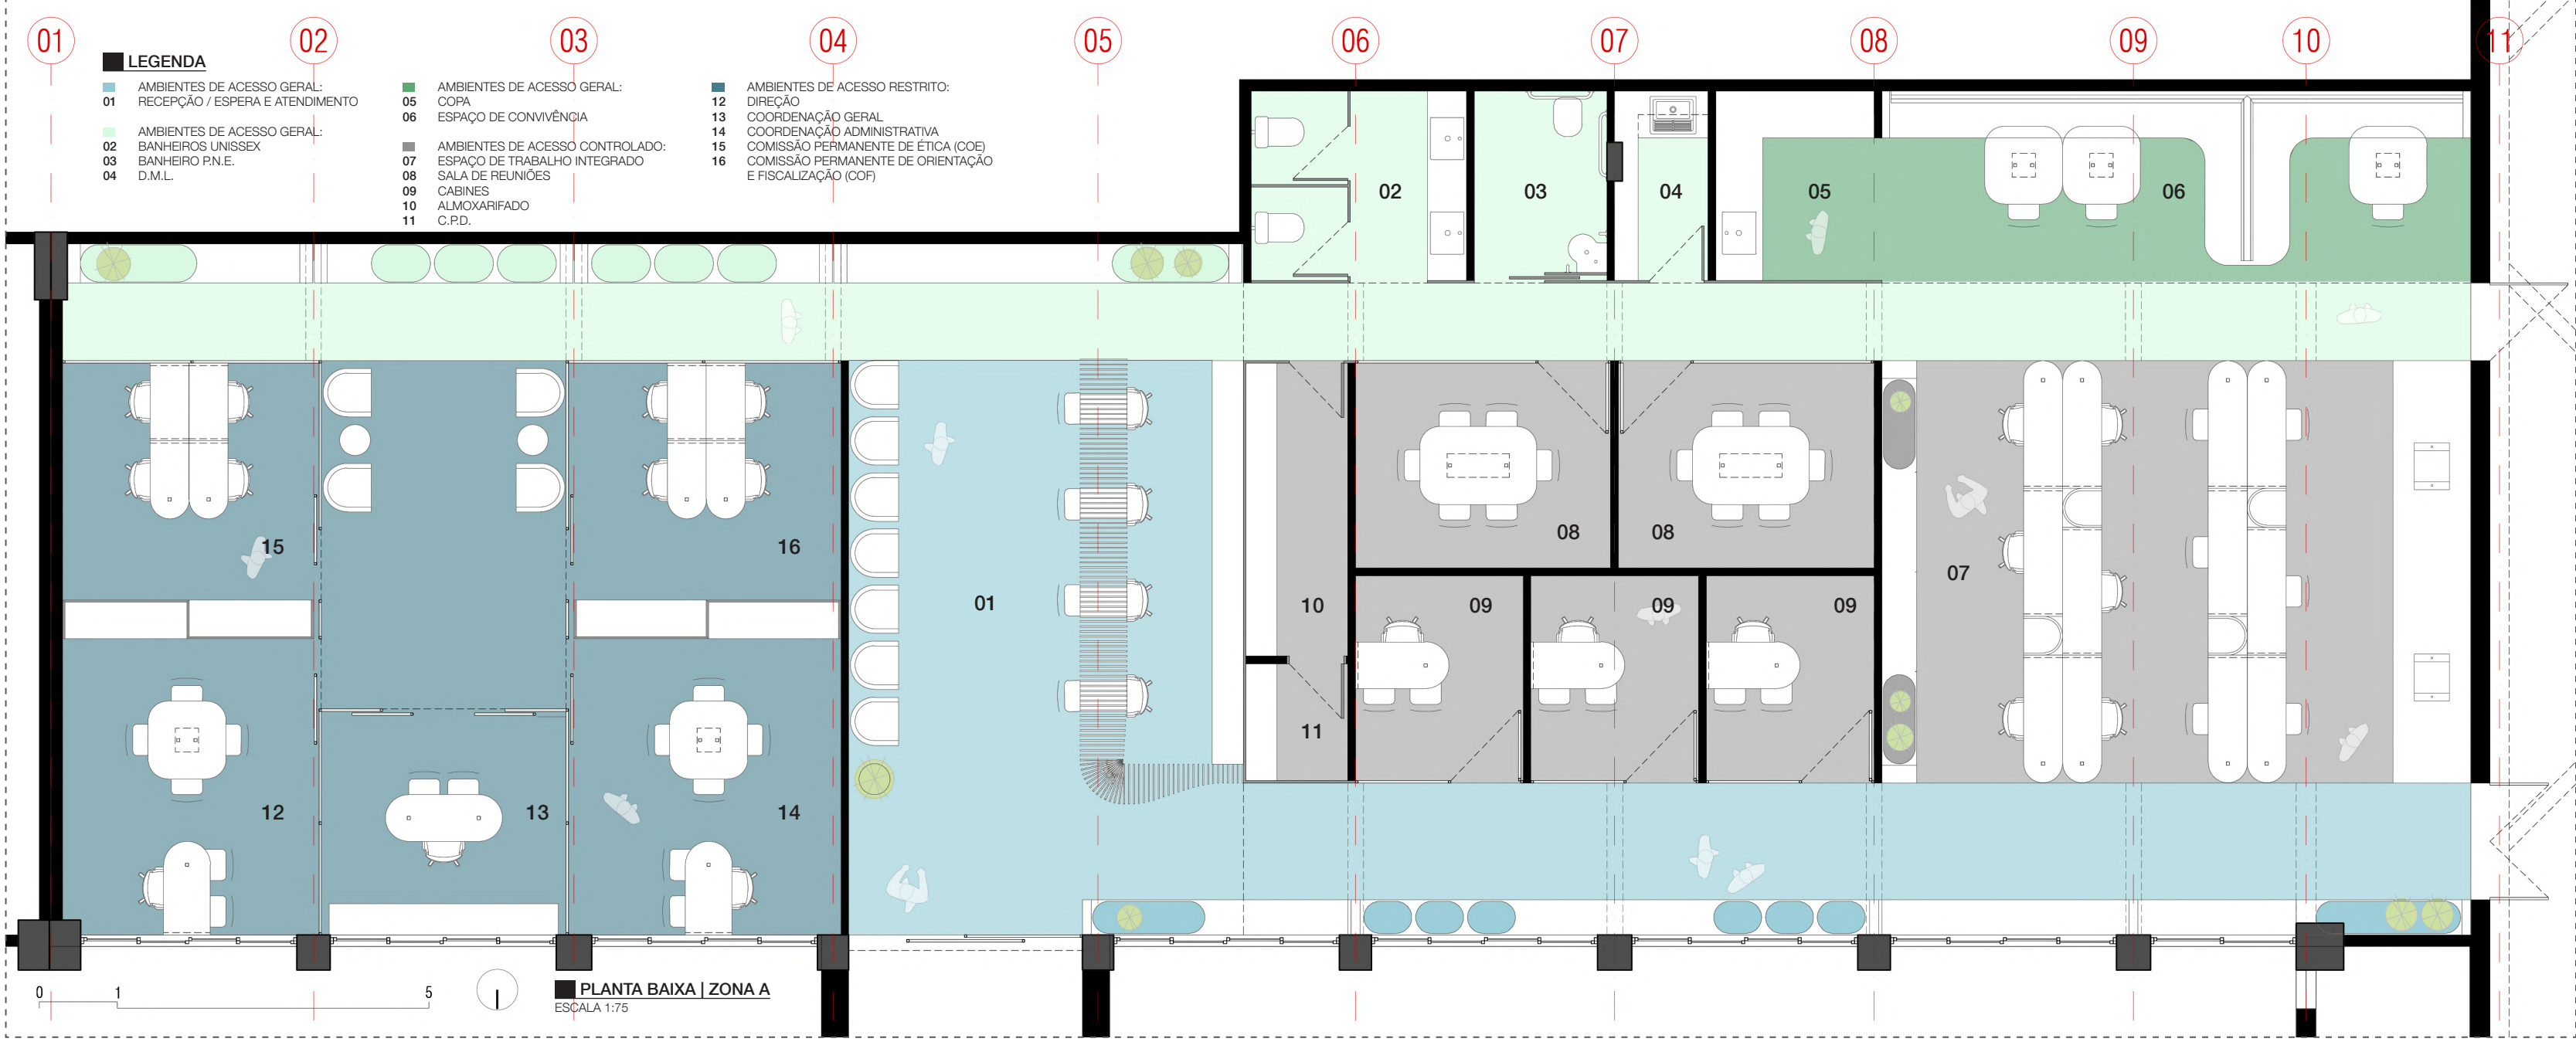 01 02 03 04 05 06 07 08 09 10 11
LEGENDA
AMBIENTES DE ACESSO GERAL:
01 RECEPÇÃO / ESPERA E ATENDIMENTO
AMBIENTES DE ACESSO GERAL:
02 BANHEIROS UNISSEX
03 BANHEIRO P.N.E.
04 D.M.L.
AMBIENTES DE ACESSO GERAL:
05 COPA
06 ESPAÇO DE CONVIVÊNCIA
AMBIENTES DE ACESSO CONTROLADO:
07 ESPAÇO DE TRABALHO INTEGRADO
08 SALA DE REUNIÕES
09 CABINES
10 ALMOXARIFADO
11 C.P.D.
AMBIENTES DE ACESSO RESTRITO:
12 DIREÇÃO
13 COORDENAÇÃO GERAL
14 COORDENAÇÃO ADMINISTRATIVA
15 COMISSÃO PERMANENTE DE ÉTICA (COE)
16 COMISSÃO PERMANENTE DE ORIENTAÇÃO
E FISCALIZAÇÃO (COF)
02 03 04 05 06
08 08
15 16
07
01 10 09 09 09
11
12 13 14
0 1 5
PLANTA BAIXA | ZONA A
ESCALA 1:75